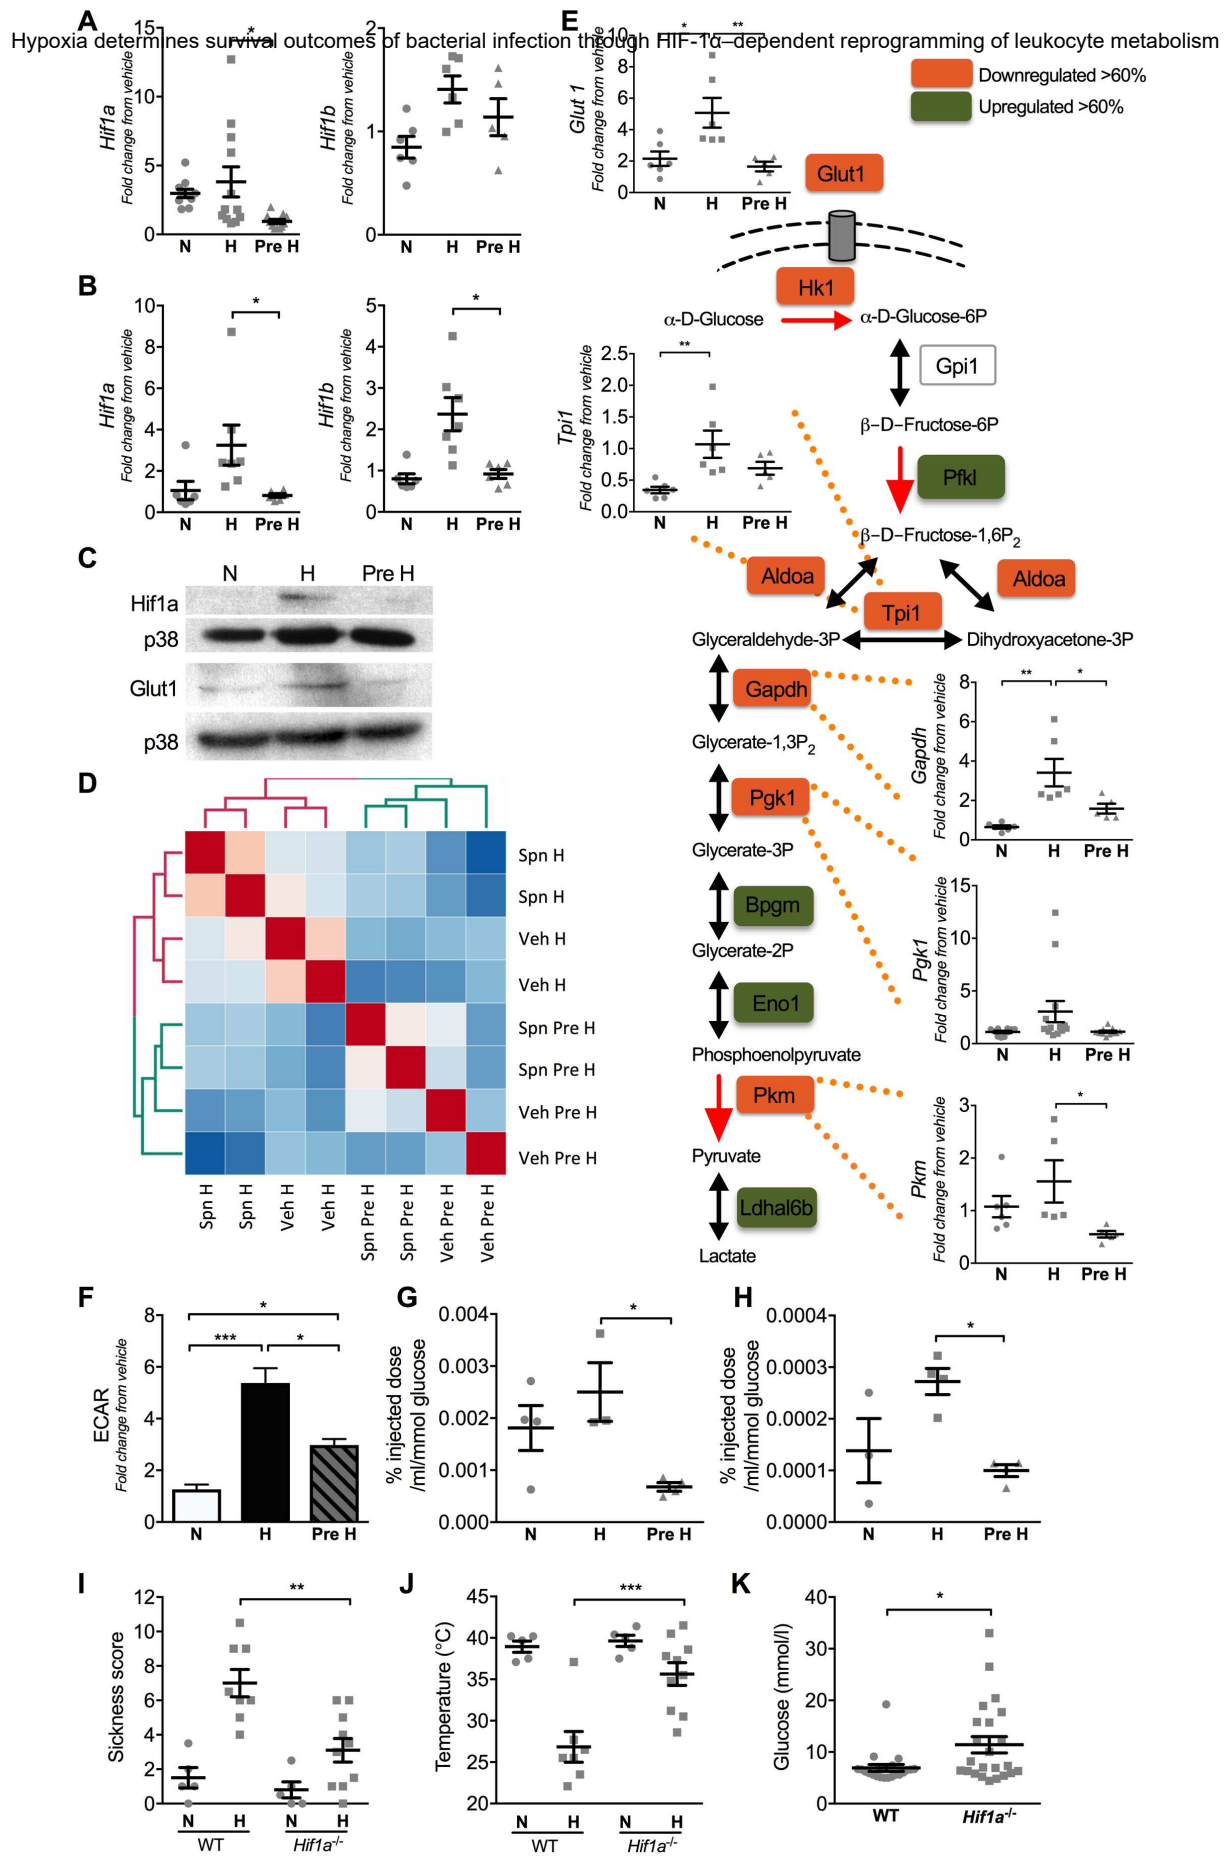 Hypoxia determines survival outcomes of bacterial infection through HIF-1α–dependent reprogramming of leukocyte metabolism
A
Hif1a
Fold change from vehicle
15
10
5
0
N H Pre H
*
Hif1b
Fold change from vehicle
2
1
0
N H Pre H
B
Hif1a
Fold change from vehicle
10
8
6
4
2
0
N H Pre H
*
Hif1b
Fold change from vehicle
5
4
3
2
1
0
N H Pre H
*
C
N H Pre H
Hif1a
p38
Glut1
p38
D
Spn H
Spn H
Veh H
Veh H
Spn Pre H
Spn Pre H
Veh Pre H
Veh Pre H
Spn H
Spn H
Veh H
Veh H
Spn Pre H
Spn Pre H
Veh Pre H
Veh Pre H
E
Glut 1
Fold change from vehicle
10
8
6
4
2
0
N H Pre H
* **
Downregulated >60%
Upregulated >60%
Glut1
Hk1
α-D-Glucose
α-D-Glucose-6P
Gpi1
β–D–Fructose-6P
Pfkl
β–D–Fructose-1,6P2
Aldoa
Aldoa
Tpi1
Glyceraldehyde-3P
Dihydroxyacetone-3P
Gapdh
Glycerate-1,3P2
Pgk1
Glycerate-3P
Bpgm
Glycerate-2P
Eno1
Phosphoenolpyruvate
Pkm
Pyruvate
Ldhal6b
Lactate
Tpi1
Fold change from vehicle
2.5
2.0
1.5
1.0
0.5
0.0
N H Pre H
**
Gapdh
Fold change from vehicle
8
6
4
2
0
N H Pre H
** *
Pgk1
Fold change from vehicle
15
10
5
0
N H Pre H
Pkm
Fold change from vehicle
3
2
1
0
N H Pre H
*
F
ECAR
Fold change from vehicle
8
6
4
2
0
N H Pre H
*
*** *
G
% injected dose
/ml/mmol glucose
0.004
0.003
0.002
0.001
0.000
N H Pre H
*
H
% injected dose
/ml/mmol glucose
0.0004
0.0003
0.0002
0.0001
0.0000
N H Pre H
*
I
Sickness score
12
10
8
6
4
2
0
N H N H
WT Hif1a-/-
**
J
Temperature (°C)
45
40
35
30
25
20
N H N H
WT Hif1a-/-
***
K
Glucose (mmol/l)
40
30
20
10
0
WT Hif1a-/-
*